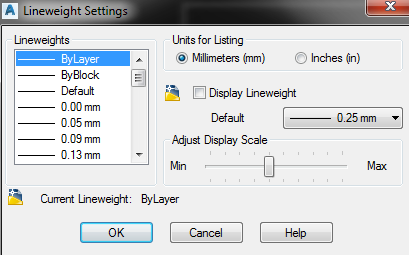 Lineweight Settings
Lineweights
ByLayer
ByBlock
Default
0.00 mm
0.05 mm
0.09 mm
0.13 mm
Units for Listing
Millimeters (mm) Inches (in)
Display Lineweight
Default 0.25 mm
Adjust Display Scale
Min Max
Current Lineweight: ByLayer
OK Cancel Help